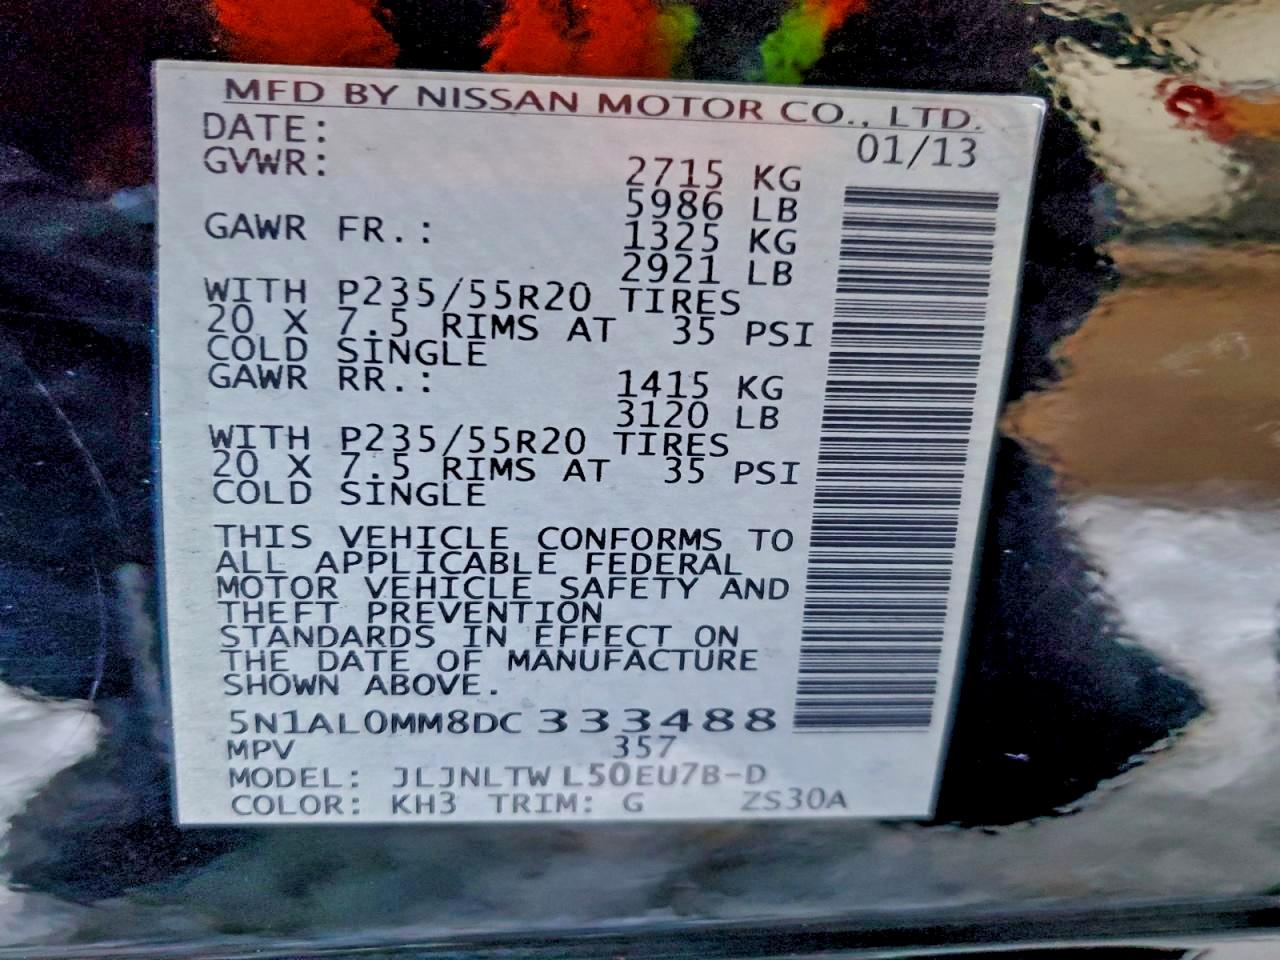 MFD BY NISSAN MOTOR CO., LTD.
DATE: 01/13
GVWR: 2715 KG
5986 LB
GAWR FR.: 1325 KG
2921 LB
WITH P235/55R20 TIRES
20 X 7.5 RIMS AT 35 PSI
COLD SINGLE
GAWR RR.: 1415 KG
3120 LB
WITH P235/55R20 TIRES
20 X 7.5 RIMS AT 35 PSI
COLD SINGLE
THIS VEHICLE CONFORMS TO
ALL APPLICABLE FEDERAL
MOTOR VEHICLE SAFETY AND
THEFT PREVENTION
STANDARDS IN EFFECT ON
THE DATE OF MANUFACTURE
SHOWN ABOVE.
5N1AL0MM8DC333488
MPV 357
MODEL: JLJNLTWL50EU7B-D
COLOR: KH3 TRIM: G ZS30A